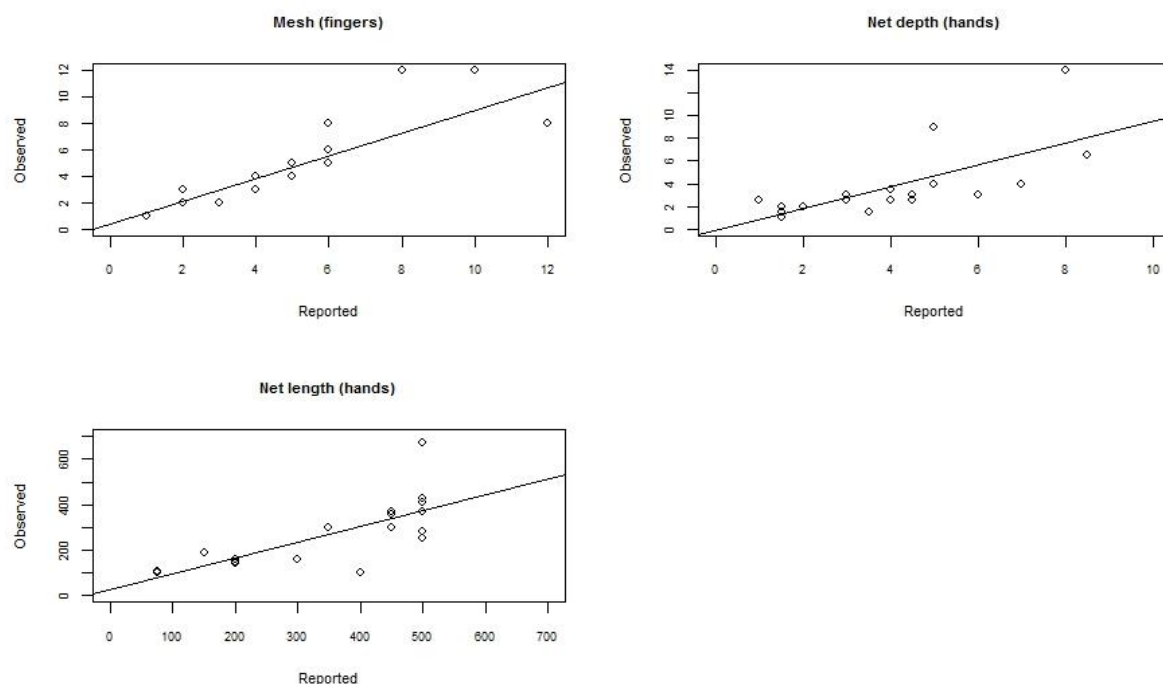 Mesh (fingers)
Observed
0 2 4 6 8 10 12
0 2 4 6 8 10 12
Reported
Net depth (hands)
Observed
0 2 4 6 10 14
0 2 4 6 8 10
Reported
Net length (hands)
Observed
0 200 400 600
0 100 200 300 400 500 600 700
Reported